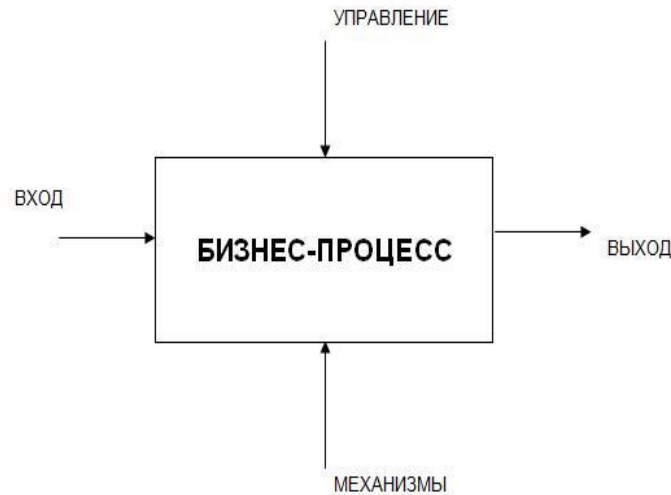 УПРАВЛЕНИЕ
ВХОД
БИЗНЕС-ПРОЦЕСС
ВЫХОД
МЕХАНИЗМЫ